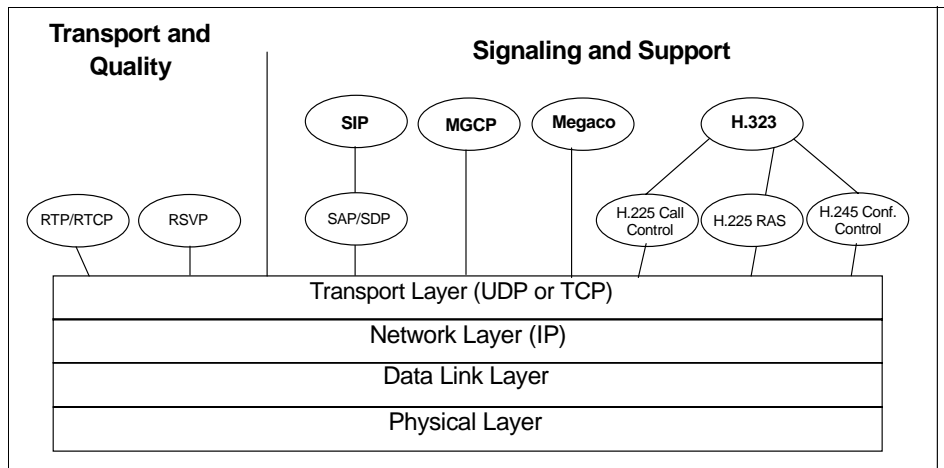 Transport and
Quality
Signaling and Support
SIP
MGCP
Megaco
H.323
RTP/RTCP
RSVP
SAP/SDP
H.225 Call
Control
H.225 RAS
H.245 Conf.
Control
Transport Layer (UDP or TCP)
Network Layer (IP)
Data Link Layer
Physical Layer